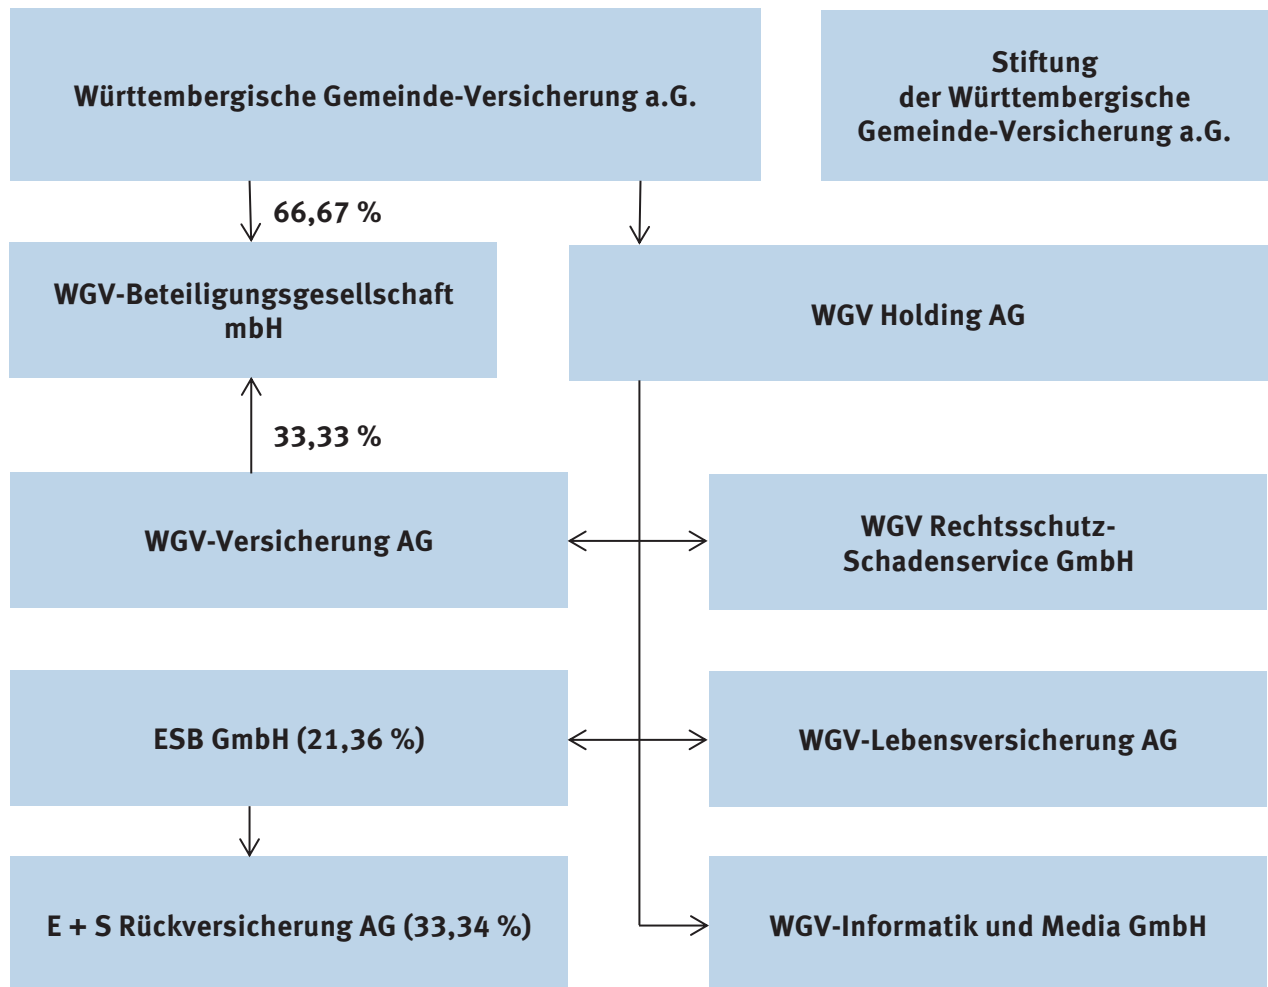 Württembergische Gemeinde-Versicherung a.G.
Stiftung
der Württembergische
Gemeinde-Versicherung a.G.
66,67 %
WGV-Beteiligungsgesellschaft
mbH
WGV Holding AG
33,33 %
WGV-Versicherung AG
WGV Rechtsschutz-
Schadenservice GmbH
ESB GmbH (21,36 %)
WGV-Lebensversicherung AG
E + S Rückversicherung AG (33,34 %)
WGV-Informatik und Media GmbH